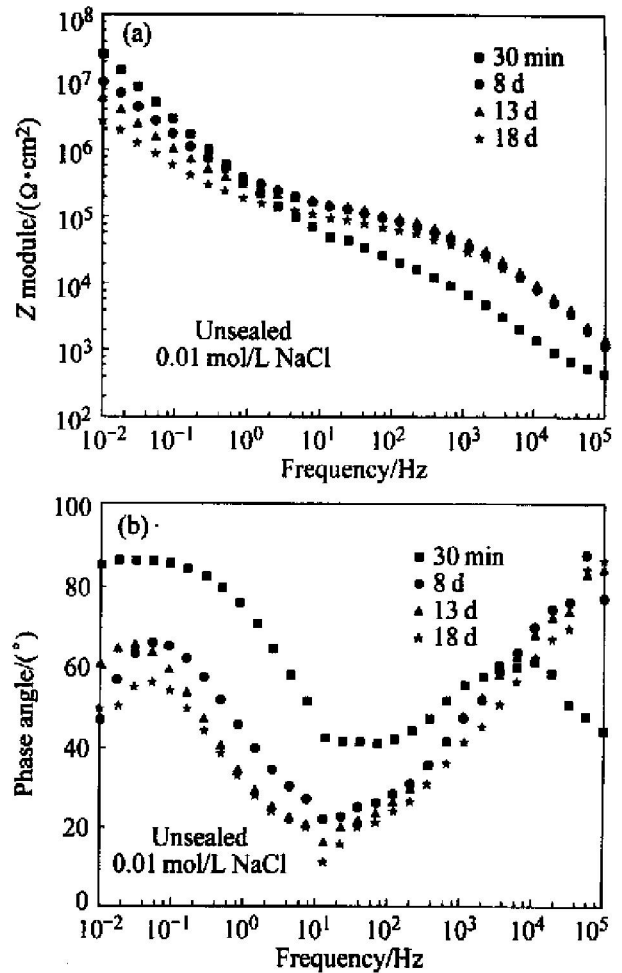 (a)
30 min
8 d
13 d
18 d
10^8
10^7
10^6
10^5
10^4
10^3
10^2
Z module/(Ω·cm²)
Unsealed
0.01 mol/L NaCl
10^-2 10^-1 10^0 10^1 10^2 10^3 10^4 10^5
Frequency/Hz
(b)
30 min
8 d
13 d
18 d
100
80
60
40
20
0
Phase angle/(°)
Unsealed
0.01 mol/L NaCl
10^-2 10^-1 10^0 10^1 10^2 10^3 10^4 10^5
Frequency/Hz